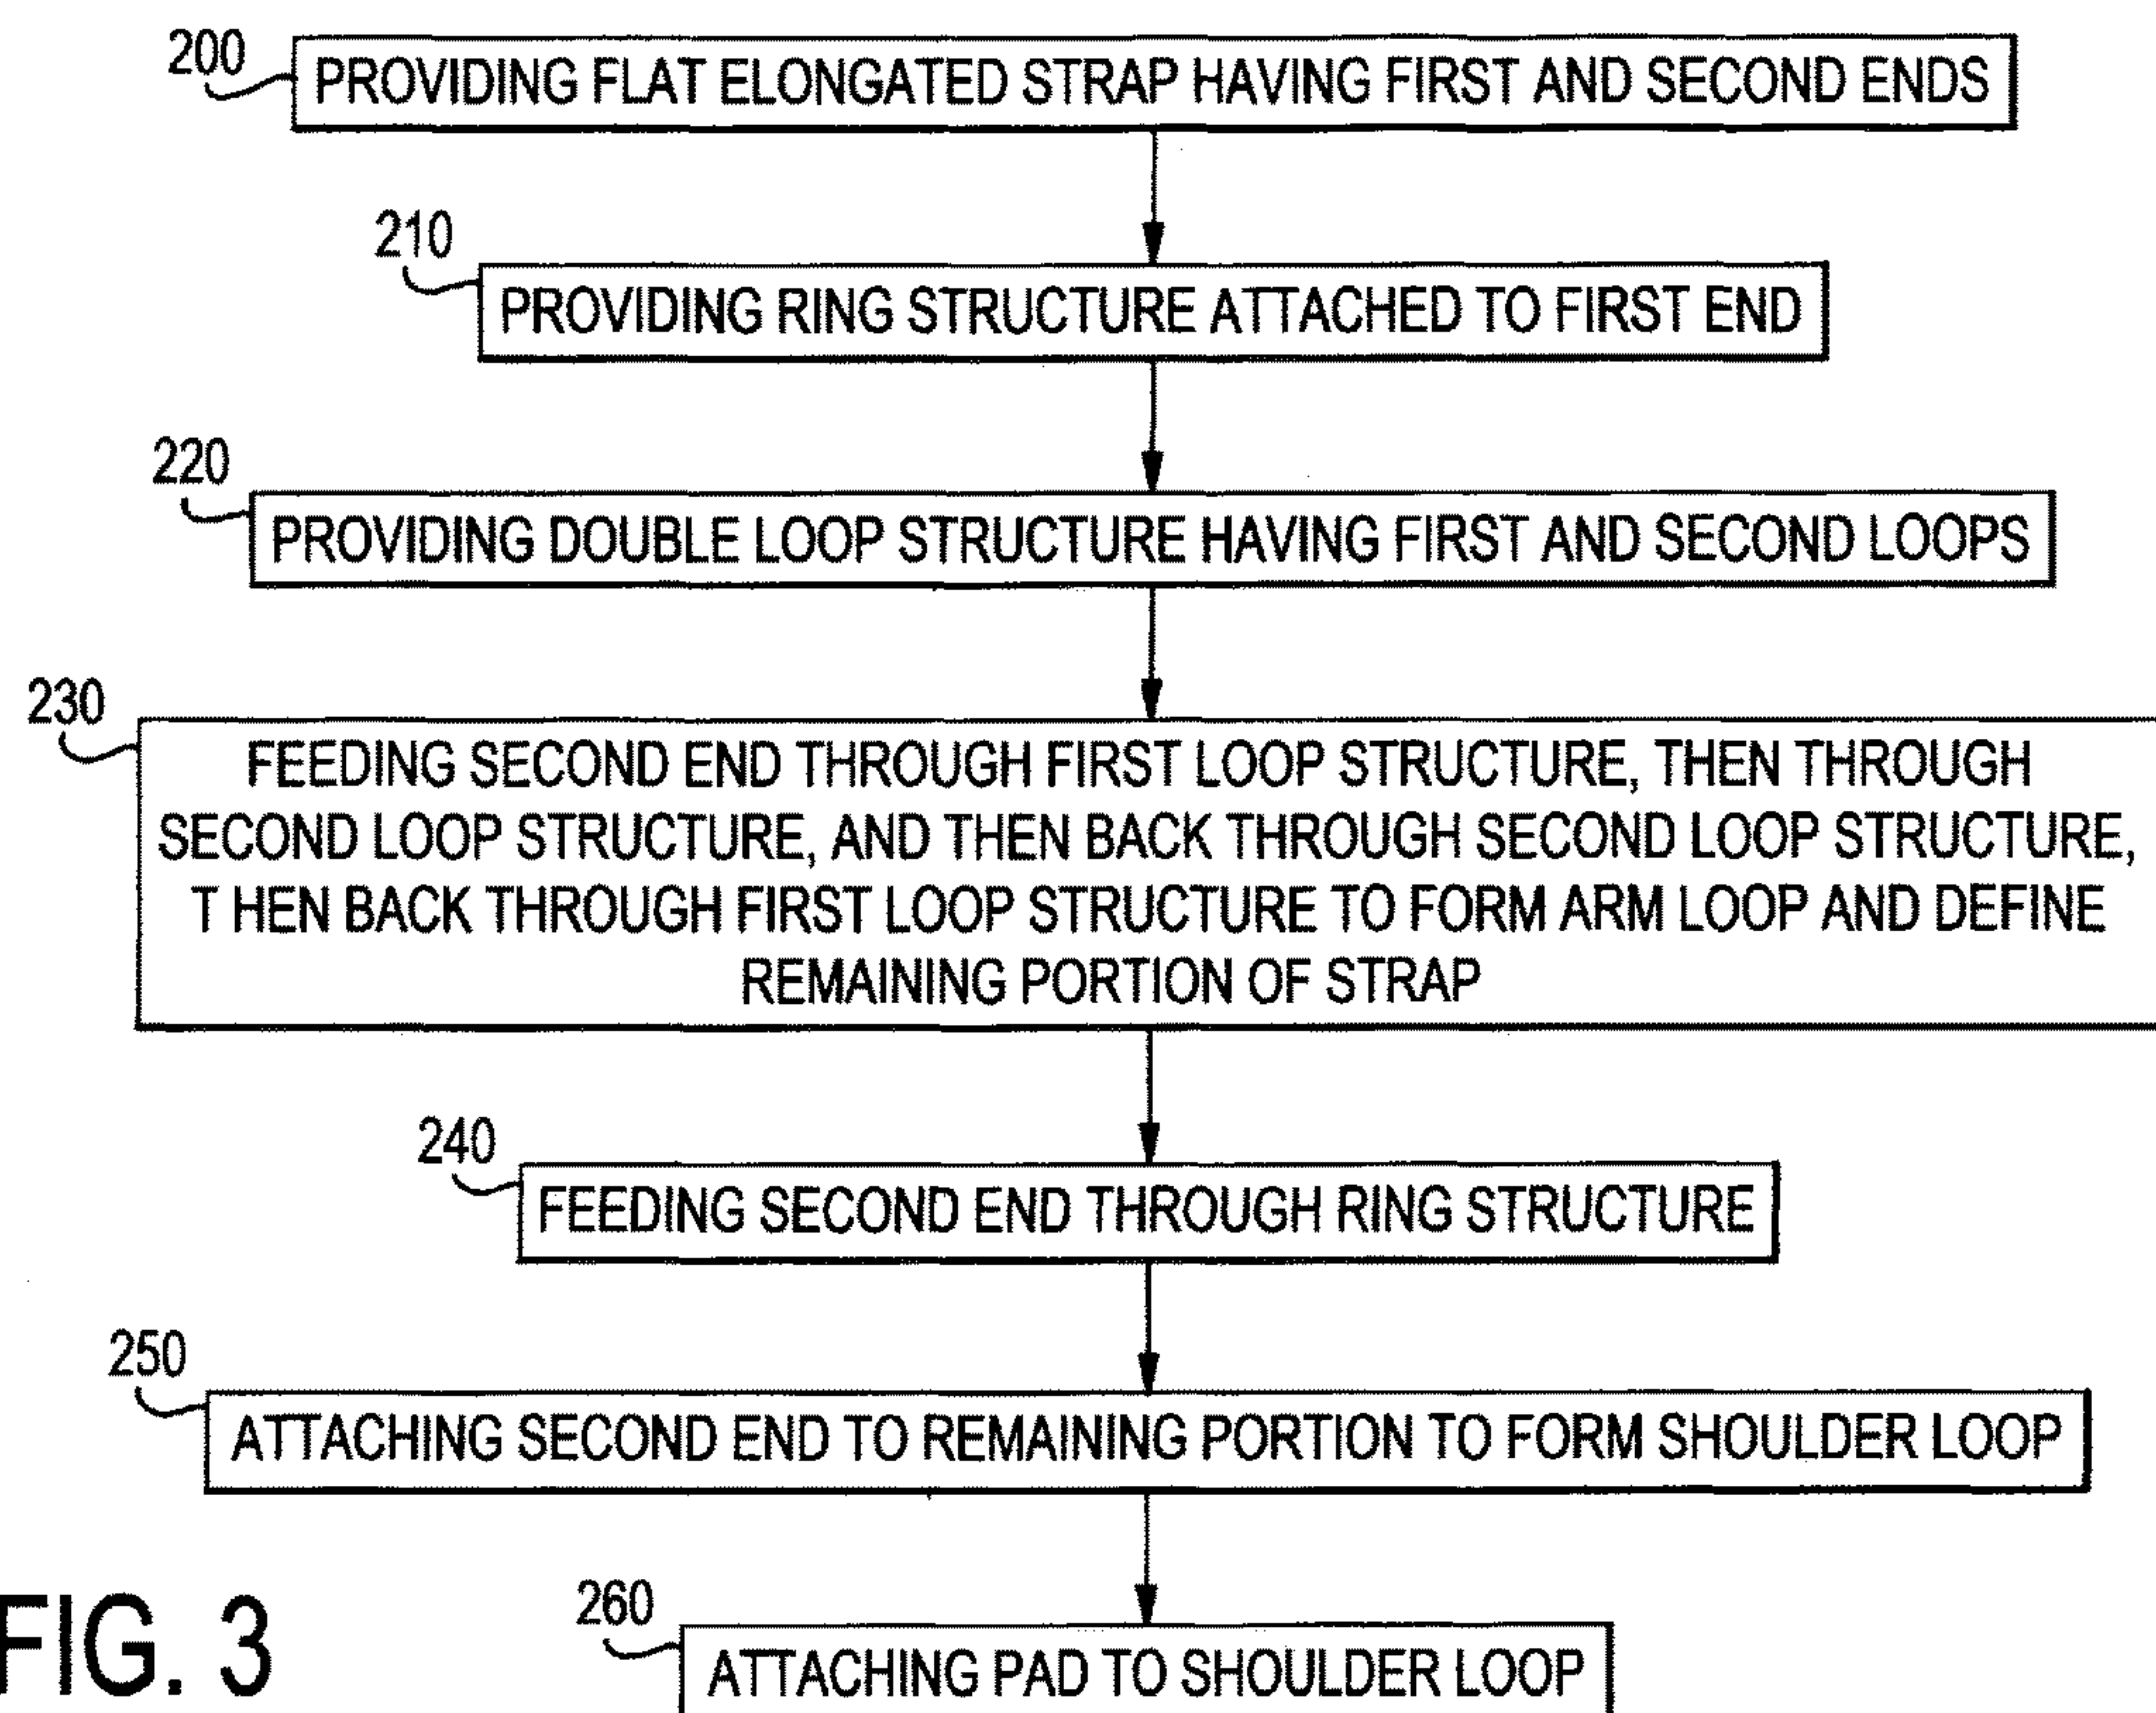 200
PROVIDING FLAT ELONGATED STRAP HAVING FIRST AND SECOND ENDS
210
PROVIDING RING STRUCTURE ATTACHED TO FIRST END
220
PROVIDING DOUBLE LOOP STRUCTURE HAVING FIRST AND SECOND LOOPS
230
FEEDING SECOND END THROUGH FIRST LOOP STRUCTURE, THEN THROUGH
SECOND LOOP STRUCTURE, AND THEN BACK THROUGH SECOND LOOP STRUCTURE,
T HEN BACK THROUGH FIRST LOOP STRUCTURE TO FORM ARM LOOP AND DEFINE
REMAINING PORTION OF STRAP
240
FEEDING SECOND END THROUGH RING STRUCTURE
250
ATTACHING SECOND END TO REMAINING PORTION TO FORM SHOULDER LOOP
260
ATTACHING PAD TO SHOULDER LOOP
FIG. 3